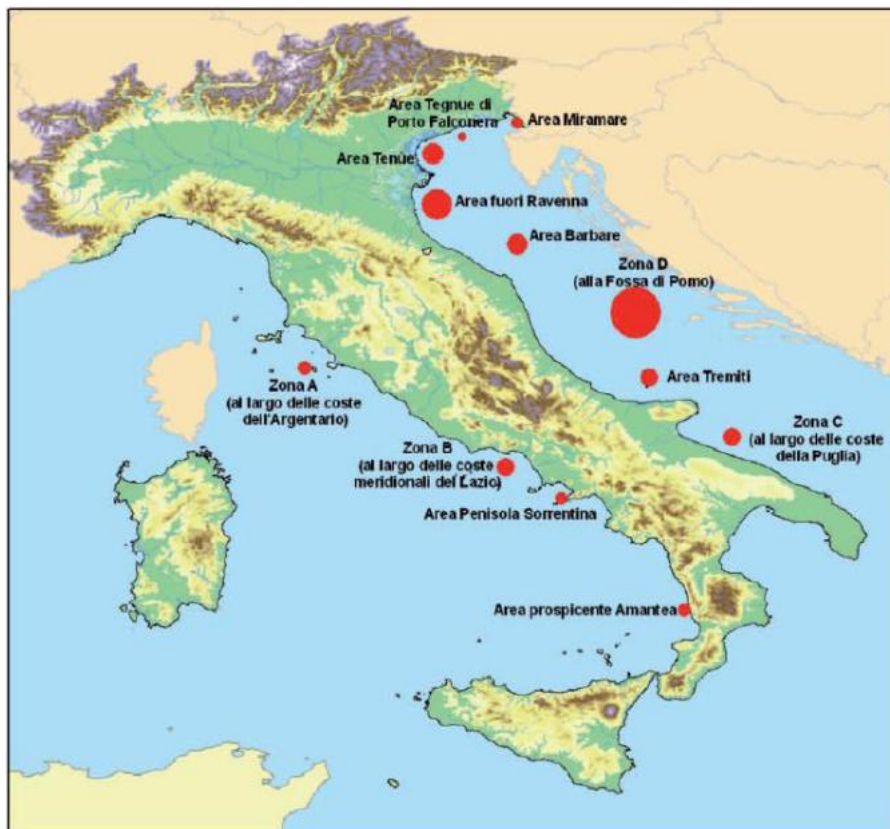 Area Tegnue di
Porto Falconera
Area Miramare
Area Tenùe
Area fuori Ravenna
Area Barbare
Zona D
(alla Fossa di Pomo)
Area Tremiti
Zona A
(al largo delle coste
dell'Argentario)
Zona C
(al largo delle coste
della Puglia)
Zona B
(al largo delle coste
meridionali del Lazio)
Area Penisola Sorrentina
Area prospicente Amantea